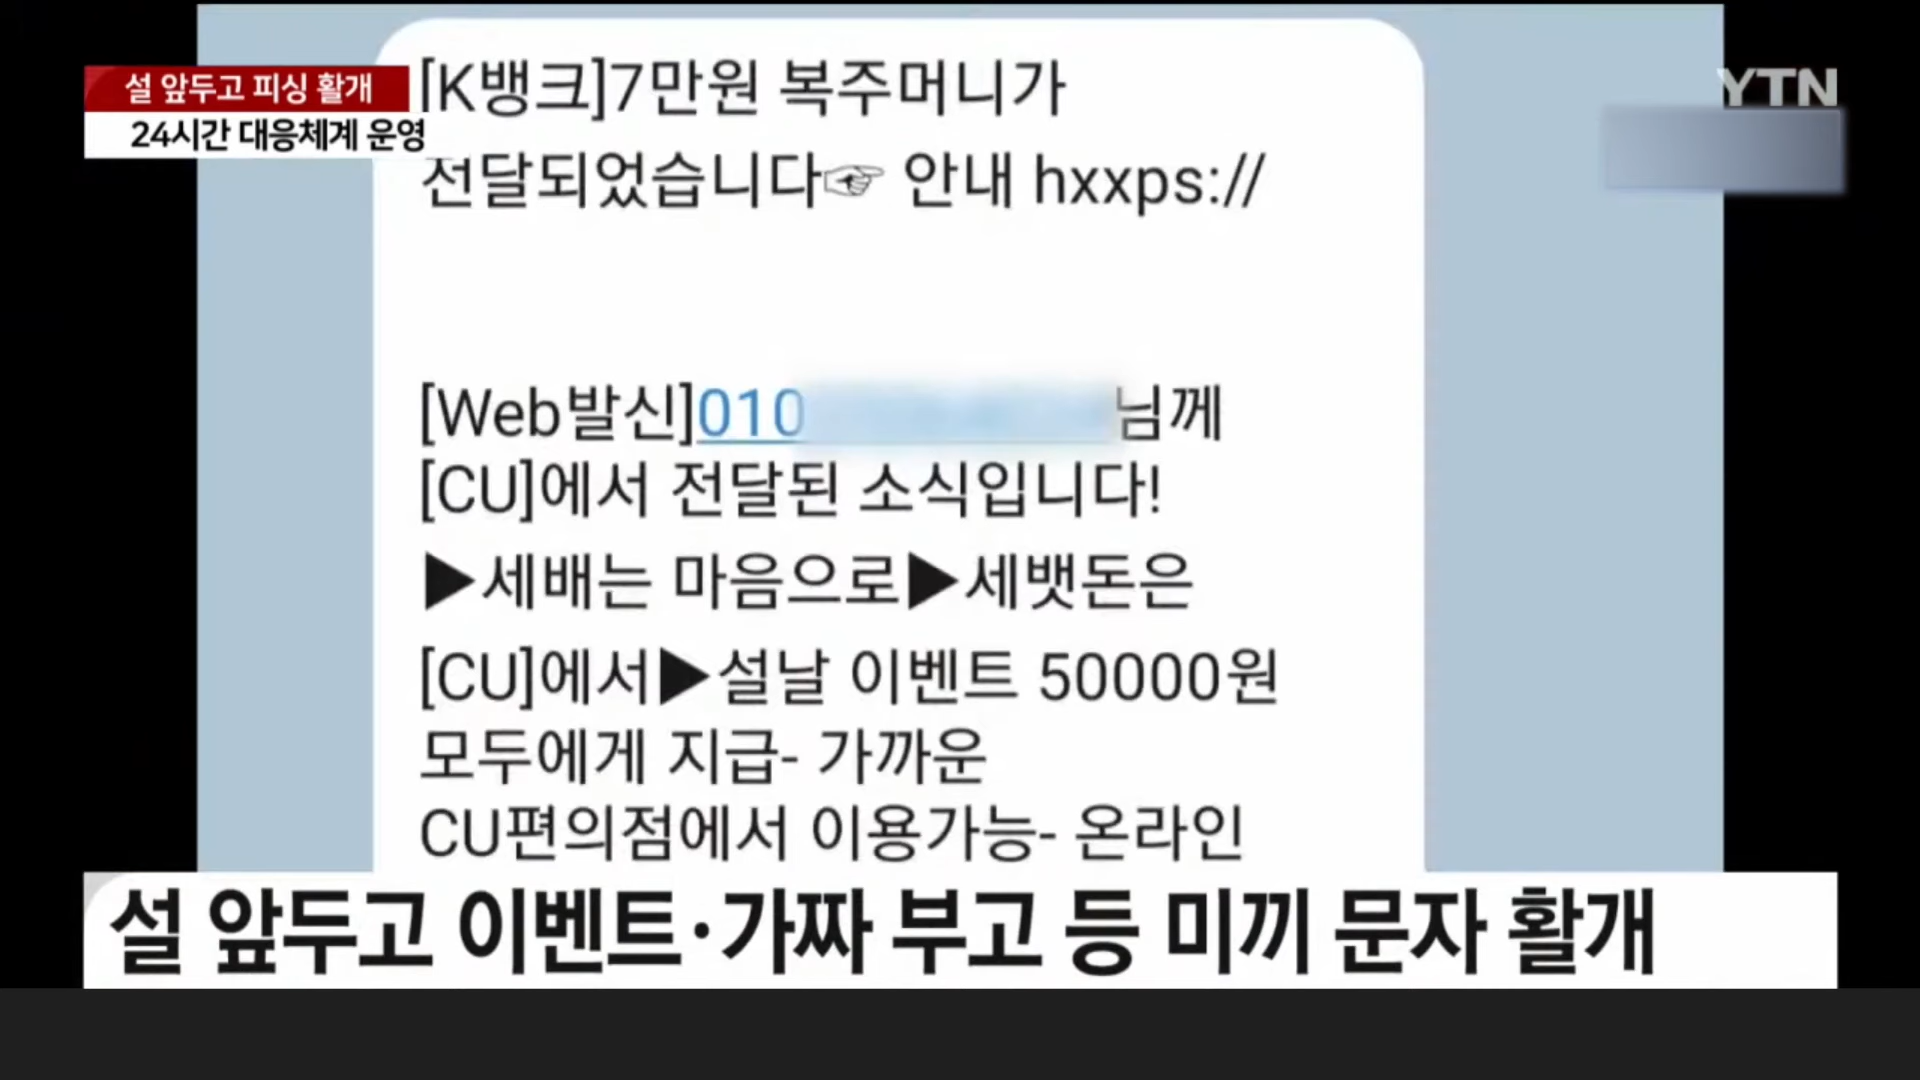 설 앞두고 피싱 활개
24시간 대응체계 운영
YTN
[K뱅크]7만원 복주머니가
전달되었습니다☞ 안내 hxxps://
[Web발신]010 님께
[CU]에서 전달된 소식입니다!
▶세배는 마음으로▶세뱃돈은
[CU]에서▶설날 이벤트 50000원
모두에게 지급- 가까운
CU편의점에서 이용가능- 온라인
설 앞두고 이벤트·가짜 부고 등 미끼 문자 활개